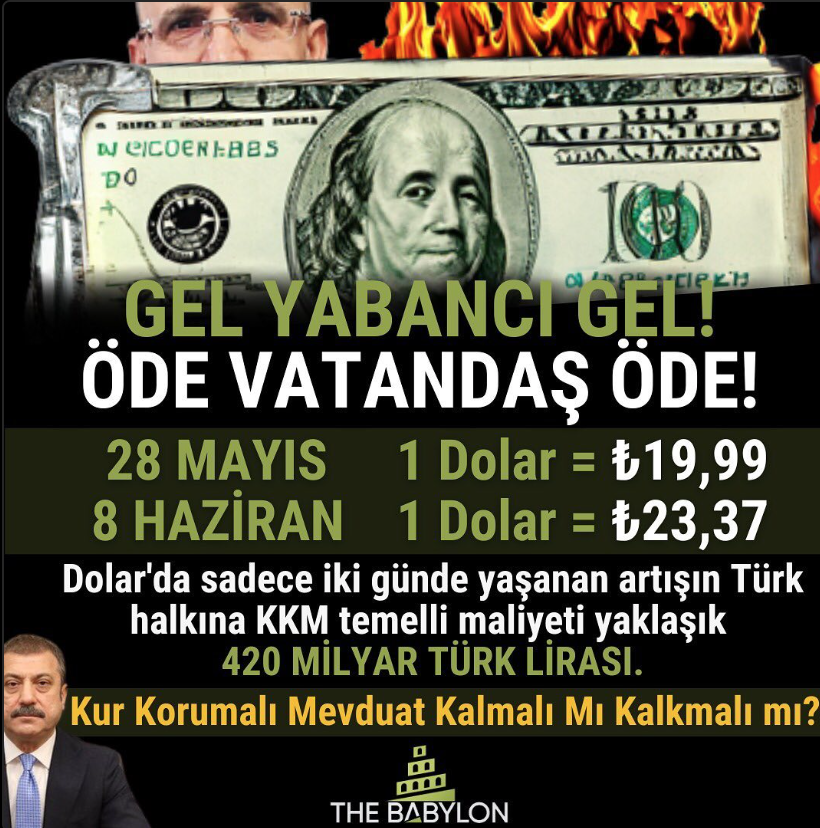 100
GEL YABANCI GEL!
ÖDE VATANDAŞ ÖDE!
28 MAYIS 1 Dolar = ₺19,99
8 HAZİRAN 1 Dolar = ₺23,37
Dolar'da sadece iki günde yaşanan artışın Türk
halkına KKM temelli maliyeti yaklaşık
420 MİLYAR TÜRK LİRASI.
Kur Korumalı Mevduat Kalmalı Mı Kalkmalı mı?
THE BABYLON